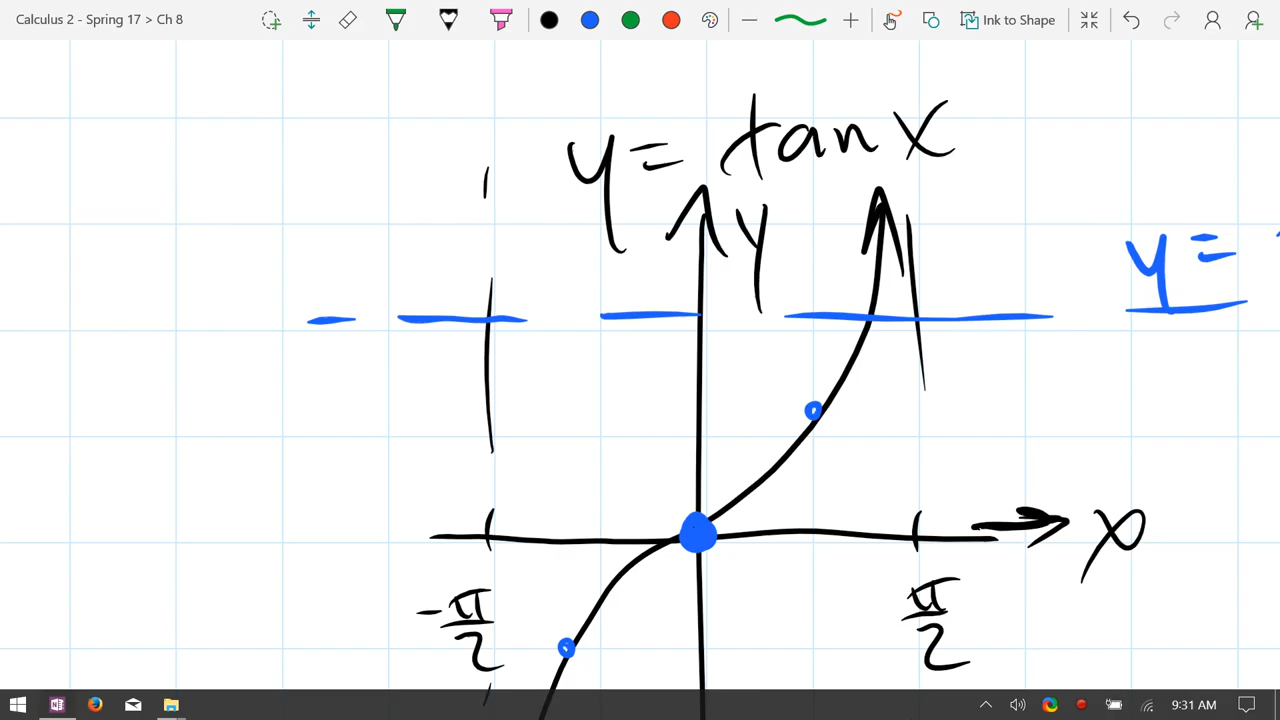 Calculus 2 - Spring 17 > Ch 8
Ink to Shape
y = tan x
y
y =
x
-π/2
π/2
9:31 AM